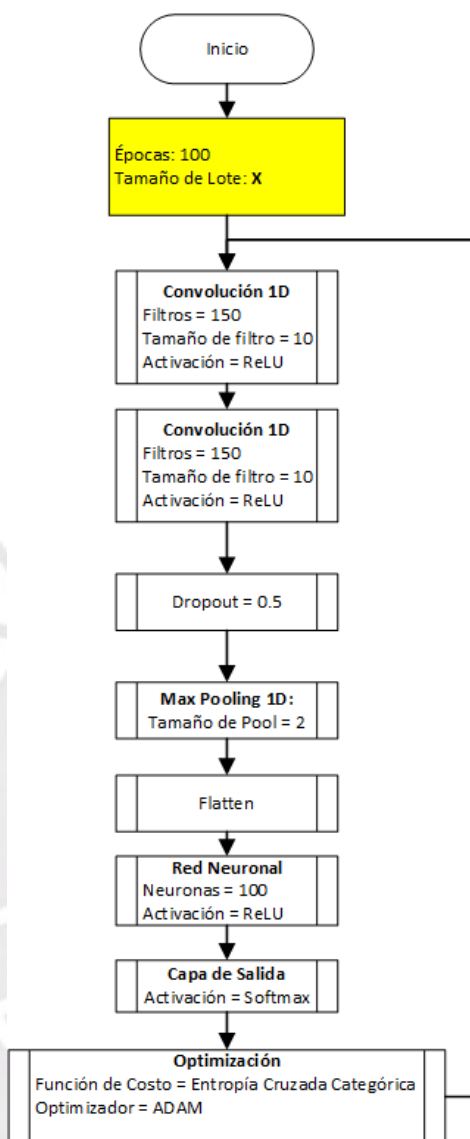 Inicio
Épocas: 100
Tamaño de Lote: X
Convolución 1D
Filtros = 150
Tamaño de filtro = 10
Activación = ReLU
Convolución 1D
Filtros = 150
Tamaño de filtro = 10
Activación = ReLU
Dropout = 0.5
Max Pooling 1D:
Tamaño de Pool = 2
Flatten
Red Neuronal
Neuronas = 100
Activación = ReLU
Capa de Salida
Activación = Softmax
Optimización
Función de Costo = Entropía Cruzada Categórica
Optimizador = ADAM